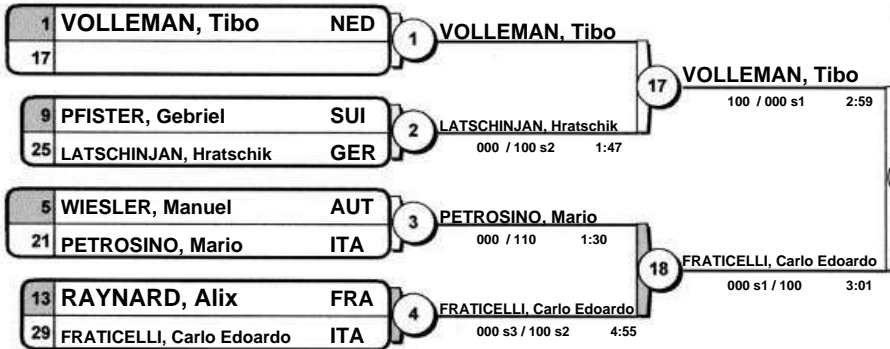 1 VOLLEMAN, Tibo NED
17
1 VOLLEMAN, Tibo
9 PFISTER, Gebriel SUI
25 LATSCHINJAN, Hratschik GER
2 LATSCHINJAN, Hratschik
000 / 100 s2 1:47
17 VOLLEMAN, Tibo
100 / 000 s1 2:59
5 WIESLER, Manuel AUT
21 PETROSINO, Mario ITA
3 PETROSINO, Mario
000 / 110 1:30
13 RAYNARD, Alix FRA
29 FRATICELLI, Carlo Edoardo ITA
4 FRATICELLI, Carlo Edoardo
000 s3 / 100 s2 4:55
18 FRATICELLI, Carlo Edoardo
000 s1 / 100 3:01